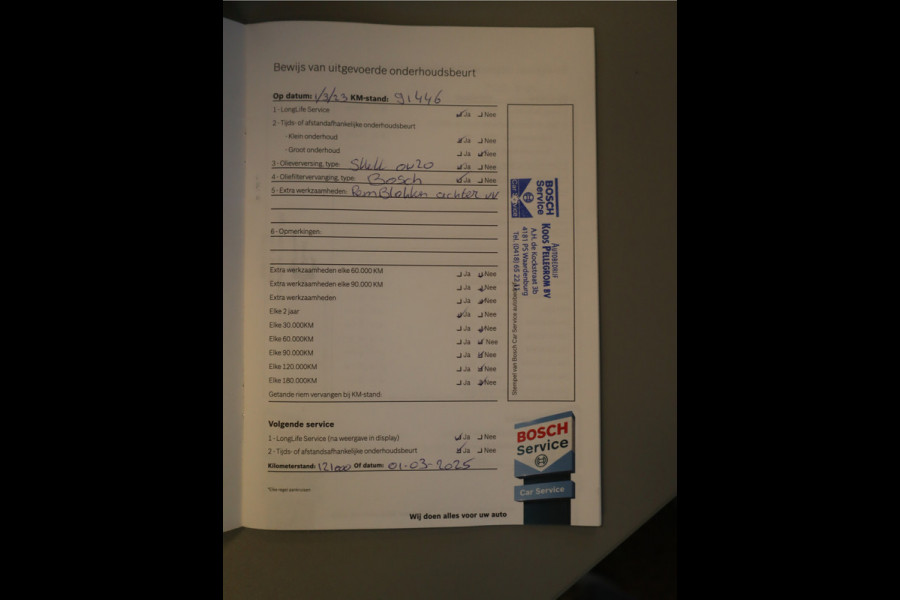 Bewijs van uitgevoerde onderhoudsbeurt
Op datum: 1/3/23 KM-stand: 91446
1 - LongLife Service Ja Nee
2 - Tijds- of afstandafhankelijke onderhoudsbeurt
- Klein onderhoud Ja Nee
- Groot onderhoud Ja Nee
3 - Olieverversing, type: Shell 0w20 Ja Nee
4 - Oliefiltervervanging, type: Bosch Ja Nee
5 - Extra werkzaamheden: RemBlokken achter vv
6 - Opmerkingen:
Extra werkzaamheden elke 60.000 KM Ja Nee
Extra werkzaamheden elke 90.000 KM Ja Nee
Extra werkzaamheden Ja Nee
Elke 2 jaar Ja Nee
Elke 30.000KM Ja Nee
Elke 60.000KM Ja Nee
Elke 90.000KM Ja Nee
Elke 120.000KM Ja Nee
Elke 180.000KM Ja Nee
Getande riem vervangen bij KM-stand:
Volgende service
1 - LongLife Service (na weergave in display) Ja Nee
2 - Tijds- of afstandsafhankelijke onderhoudsbeurt Ja Nee
Kilometerstand: 121000 Of datum: 01-03-2025
Wij doen alles voor uw auto
BOSCH
Service
Car Service
AUTOBEDRIJF
KOOS PELLEGROM BV
A.H. de Kockstraat 3b
4181 PS Waardenburg
Tel. (0418) 65 22
Stempel van Bosch Car Service
BOSCH
Service
Car Service